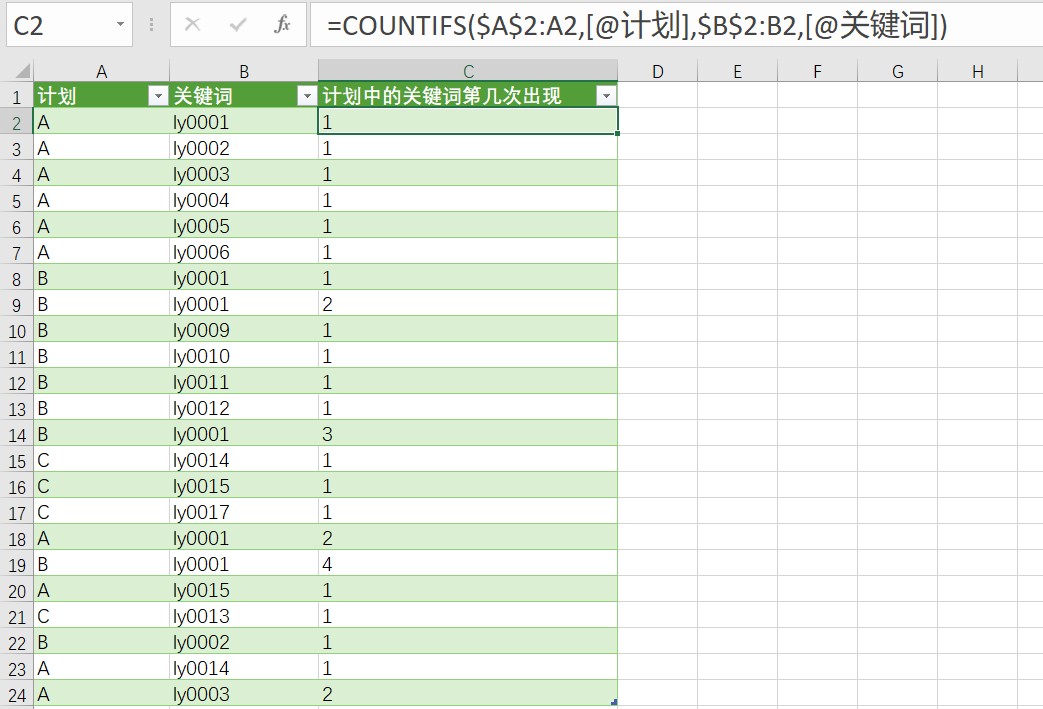 C2 fx =COUNTIFS($A$2:A2,[@计划],$B$2:B2,[@关键词])
A B C D E F G H
1 计划 关键词 计划中的关键词第几次出现
2 A ly0001 1
3 A ly0002 1
4 A ly0003 1
5 A ly0004 1
6 A ly0005 1
7 A ly0006 1
8 B ly0001 1
9 B ly0001 2
10 B ly0009 1
11 B ly0010 1
12 B ly0011 1
13 B ly0012 1
14 B ly0001 3
15 C ly0014 1
16 C ly0015 1
17 C ly0017 1
18 A ly0001 2
19 B ly0001 4
20 A ly0015 1
21 C ly0013 1
22 B ly0002 1
23 A ly0014 1
24 A ly0003 2